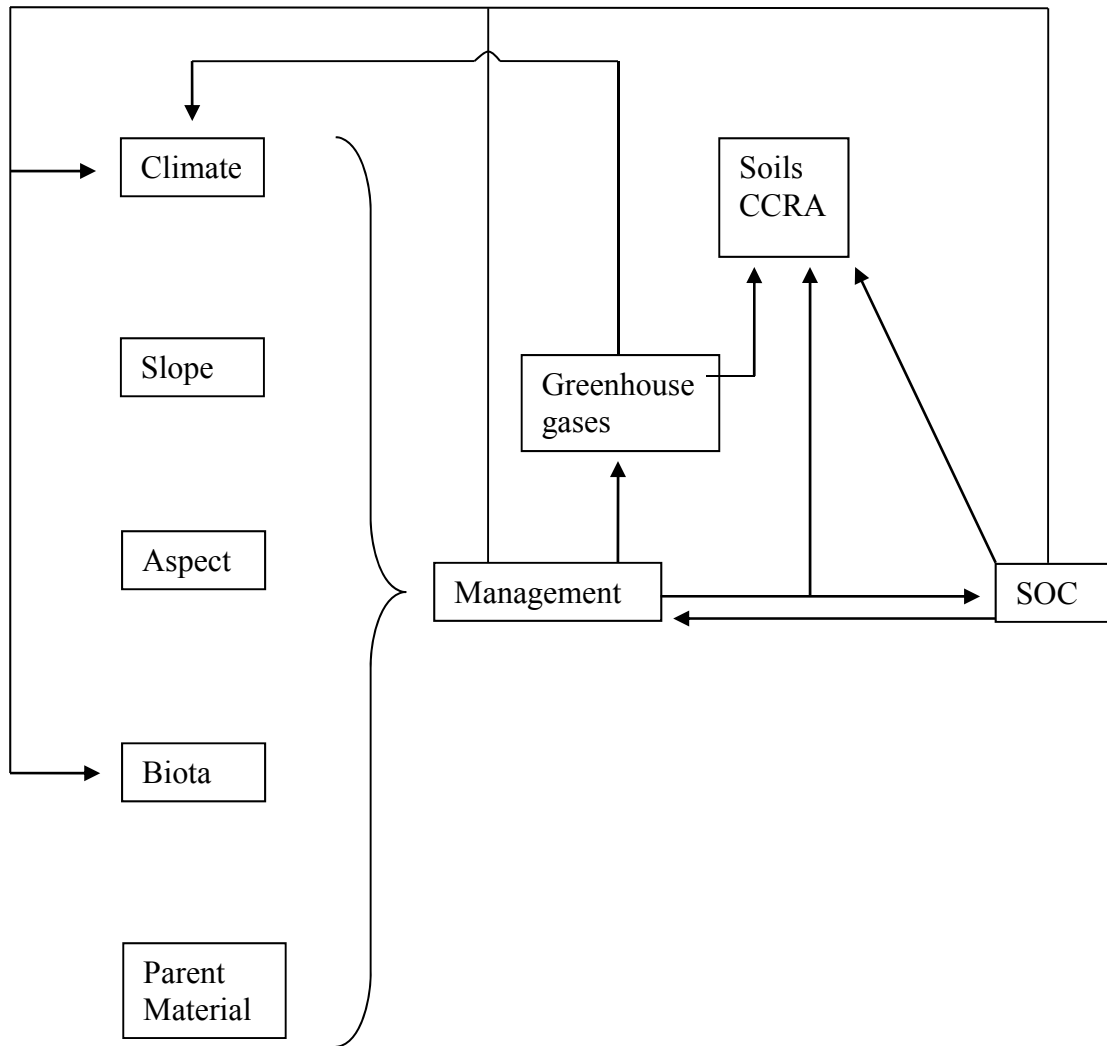 Climate
Soils
CCRA
Slope
Greenhouse
gases
Aspect
Management
SOC
Biota
Parent
Material